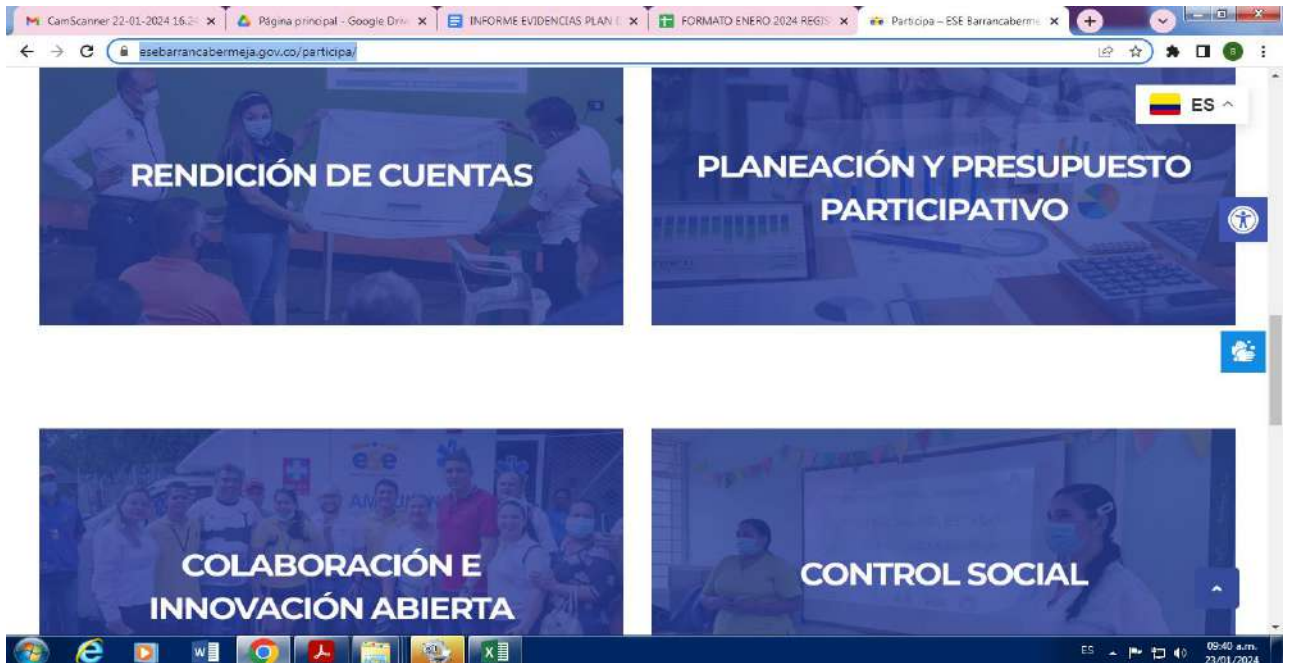 CamScanner 22-01-2024 16.2
Página principal - Google Driv
INFORME EVIDENCIAS PLAN
FORMATO ENERO 2024 REGIS
Participa – ESE Barrancaberme
esebarrancabermeja.gov.co/participa/
ES
RENDICIÓN DE CUENTAS
PLANEACIÓN Y PRESUPUESTO
PARTICIPATIVO
ese
COLABORACIÓN E
INNOVACIÓN ABIERTA
CONTROL SOCIAL
ES
09:40 a.m.
23/01/2024